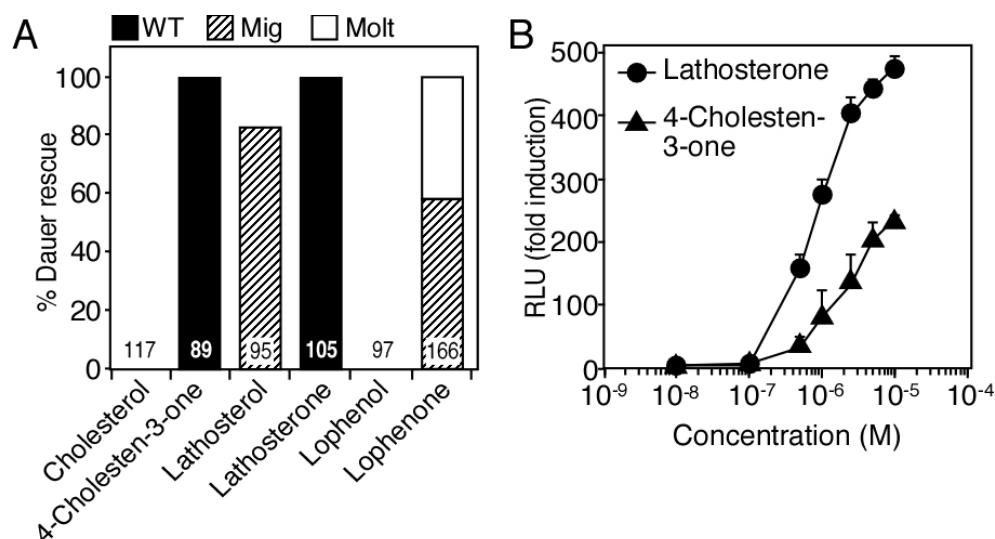 A
WT Mig Molt
% Dauer rescue
100
80
60
40
20
0
117 89 95 105 97 166
Cholesterol
4-Cholesten-3-one
Lathosterol
Lathosterone
Lophenol
Lophenone
B
Lathosterone
4-Cholesten-
3-one
RLU (fold induction)
500
400
300
200
100
0
10-9 10-8 10-7 10-6 10-5 10-4
Concentration (M)